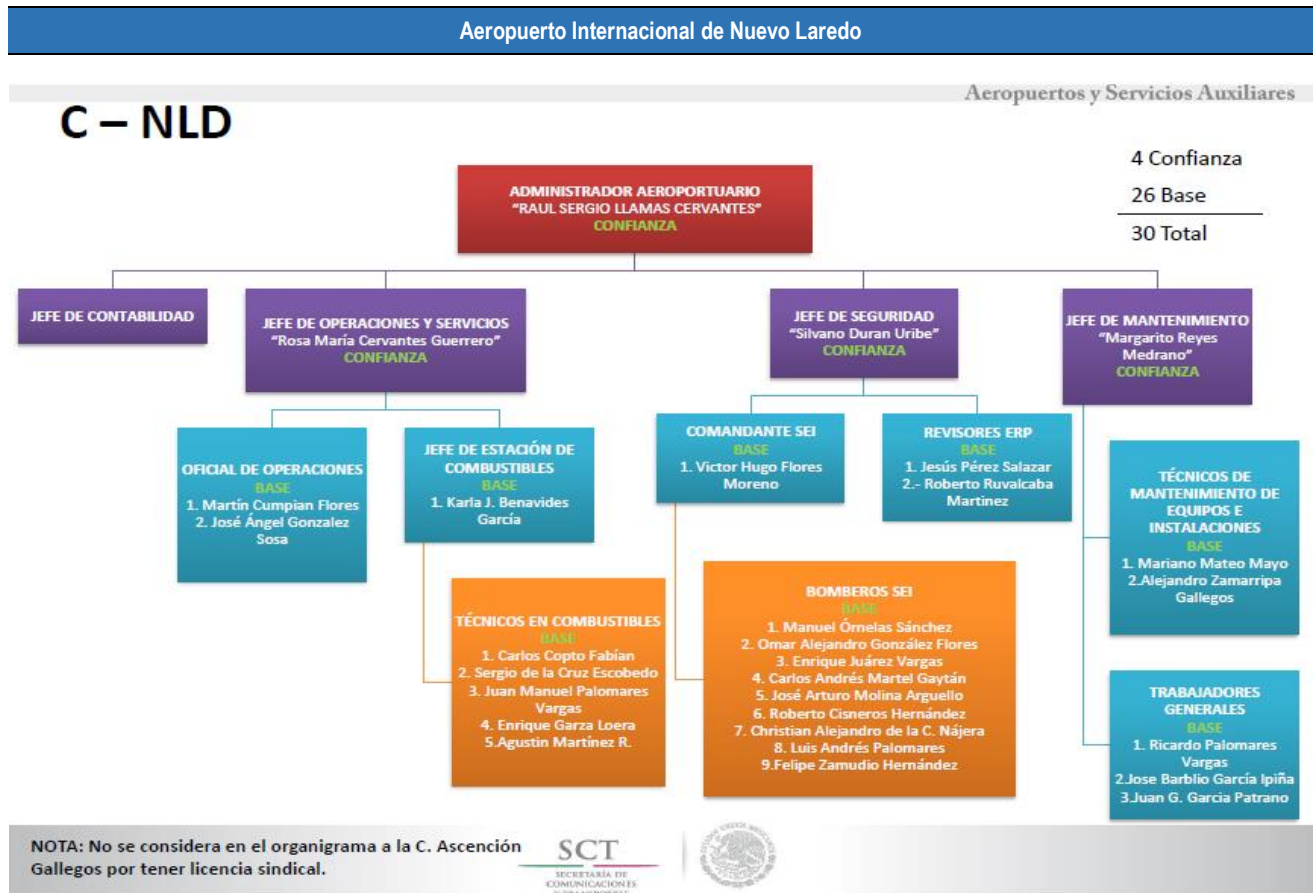 Aeropuerto Internacional de Nuevo Laredo
Aeropuertos y Servicios Auxiliares
C – NLD
4 Confianza
26 Base
30 Total
ADMINISTRADOR AEROPORTUARIO
“RAUL SERGIO LLAMAS CERVANTES”
CONFIANZA
JEFE DE CONTABILIDAD
JEFE DE OPERACIONES Y SERVICIOS
“Rosa María Cervantes Guerrero”
CONFIANZA
JEFE DE SEGURIDAD
“Silvano Duran Uribe”
CONFIANZA
JEFE DE MANTENIMIENTO
“Margarito Reyes
Medrano”
CONFIANZA
OFICIAL DE OPERACIONES
BASE
1. Martín Cumpian Flores
2. José Ángel Gonzalez
Sosa
JEFE DE ESTACIÓN DE
COMBUSTIBLES
BASE
1. Karla J. Benavides
García
COMANDANTE SEI
BASE
1. Victor Hugo Flores
Moreno
REVISORES ERP
BASE
1. Jesús Pérez Salazar
2.- Roberto Ruvalcaba
Martinez
TÉCNICOS DE
MANTENIMIENTO DE
EQUIPOS E
INSTALACIONES
BASE
1. Mariano Mateo Mayo
2.Alejandro Zamarripa
Gallegos
TÉCNICOS EN COMBUSTIBLES
BASE
1. Carlos Copto Fabían
2. Sergio de la Cruz Escobedo
3. Juan Manuel Palomares
Vargas
4. Enrique Garza Loera
5.Agustin Martínez R.
BOMBEROS SEI
BASE
1. Manuel Órnelas Sánchez
2. Omar Alejandro González Flores
3. Enrique Juárez Vargas
4. Carlos Andrés Martel Gaytán
5. José Arturo Molina Arguello
6. Roberto Cisneros Hernández
7. Christian Alejandro de la C. Nájera
8. Luis Andrés Palomares
9.Felipe Zamudio Hernández
TRABAJADORES
GENERALES
BASE
1. Ricardo Palomares
Vargas
2.Jose Barblio García Ipiña
3.Juan G. Garcia Patrano
NOTA: No se considera en el organigrama a la C. Ascención
Gallegos por tener licencia sindical.
SCT
SECRETARÍA DE
COMUNICACIONES